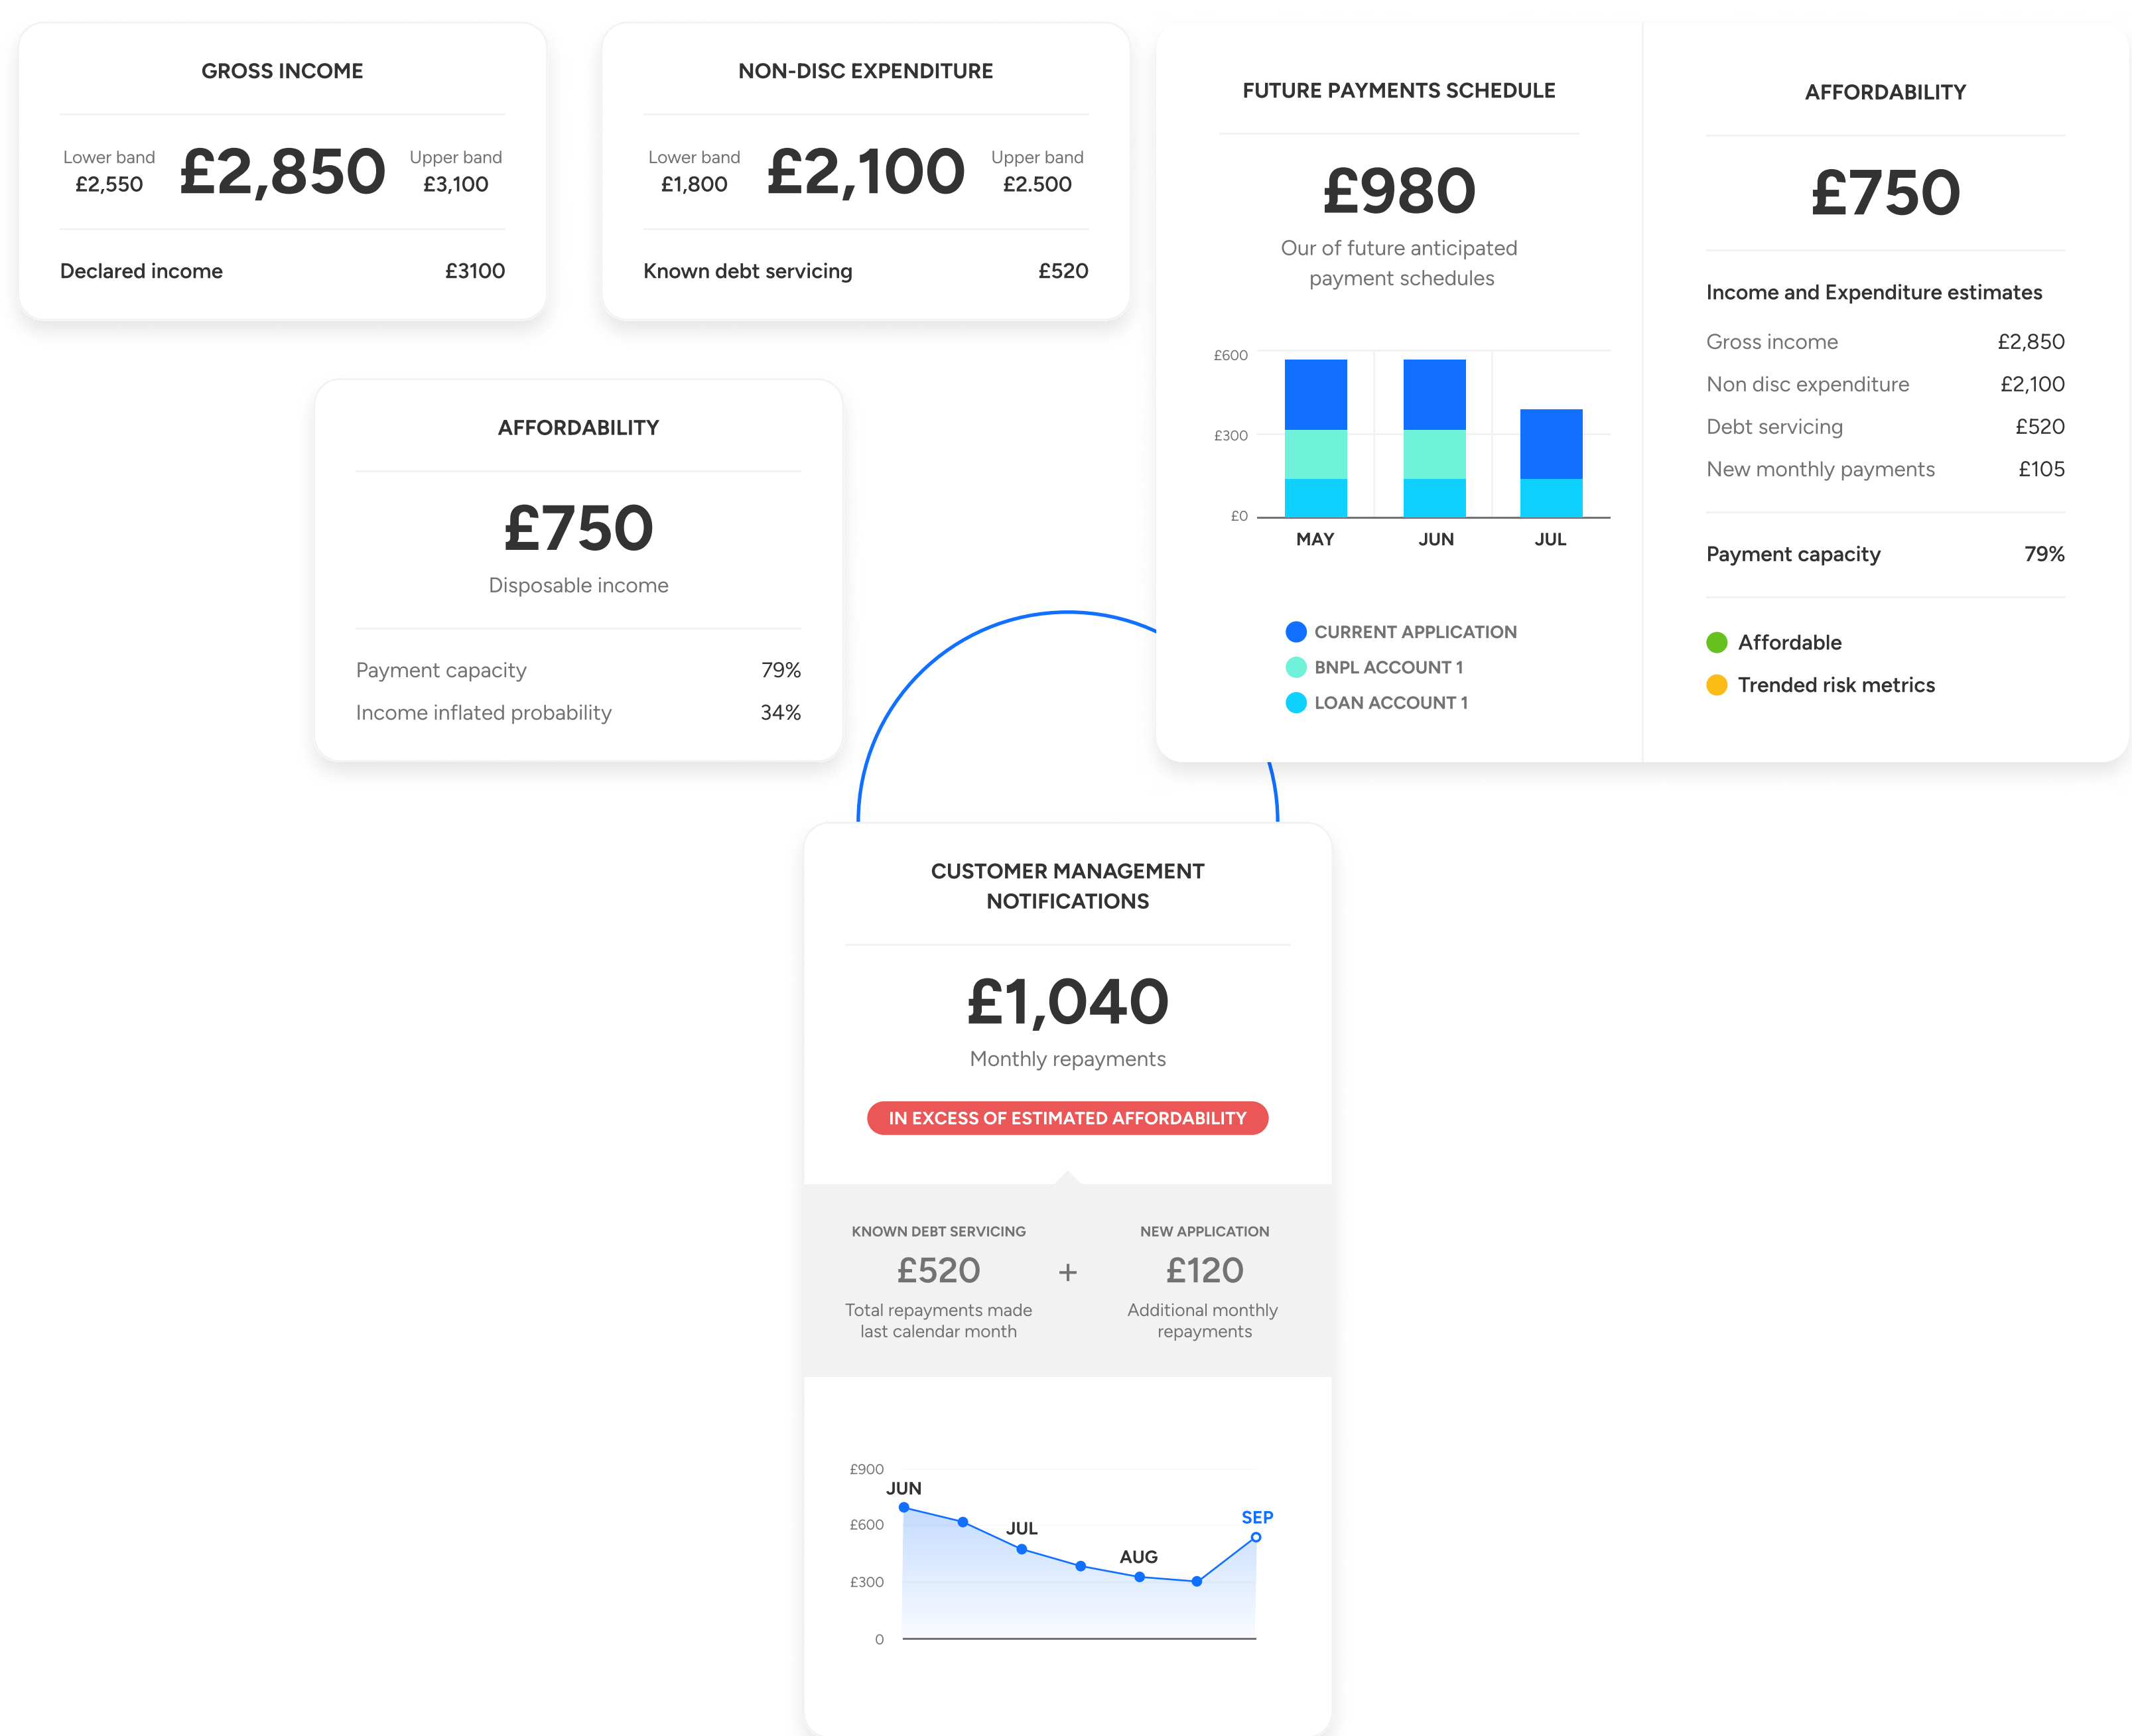 GROSS INCOME
Lower band
£2,550
£2,850
Upper band
£3,100
Declared income £3100
NON-DISC EXPENDITURE
Lower band
£1,800
£2,100
Upper band
£2.500
Known debt servicing £520
AFFORDABILITY
£750
Disposable income
Payment capacity 79%
Income inflated probability 34%
FUTURE PAYMENTS SCHEDULE
£980
Our of future anticipated
payment schedules
£600
£300
£0
MAY JUN JUL
CURRENT APPLICATION
BNPL ACCOUNT 1
LOAN ACCOUNT 1
AFFORDABILITY
£750
Income and Expenditure estimates
Gross income £2,850
Non disc expenditure £2,100
Debt servicing £520
New monthly payments £105
Payment capacity 79%
Affordable
Trended risk metrics
CUSTOMER MANAGEMENT
NOTIFICATIONS
£1,040
Monthly repayments
IN EXCESS OF ESTIMATED AFFORDABILITY
KNOWN DEBT SERVICING
£520
Total repayments made
last calendar month
+
NEW APPLICATION
£120
Additional monthly
repayments
£900
JUN
SEP
£600
JUL
AUG
£300
0